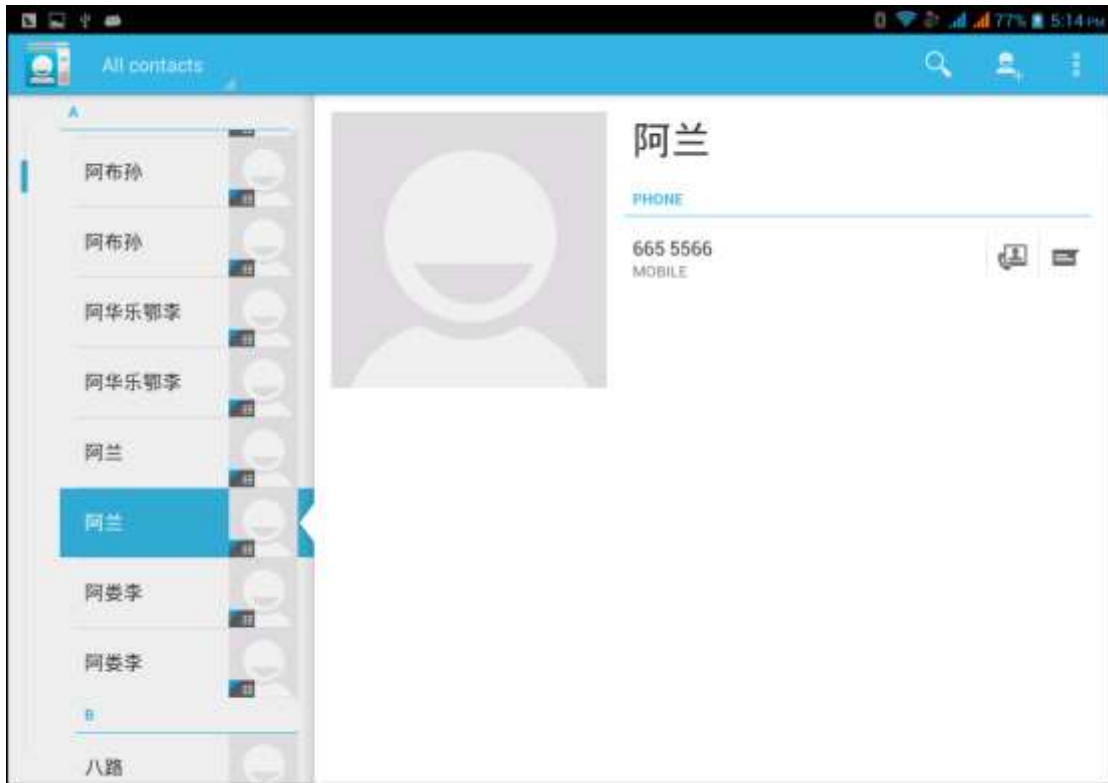 77% 5:14 PM
All contacts
A
阿布孙
阿布孙
阿华乐鄂李
阿华乐鄂李
阿兰
阿兰
阿娄李
阿娄李
B
八路
阿兰
PHONE
665 5566
MOBILE